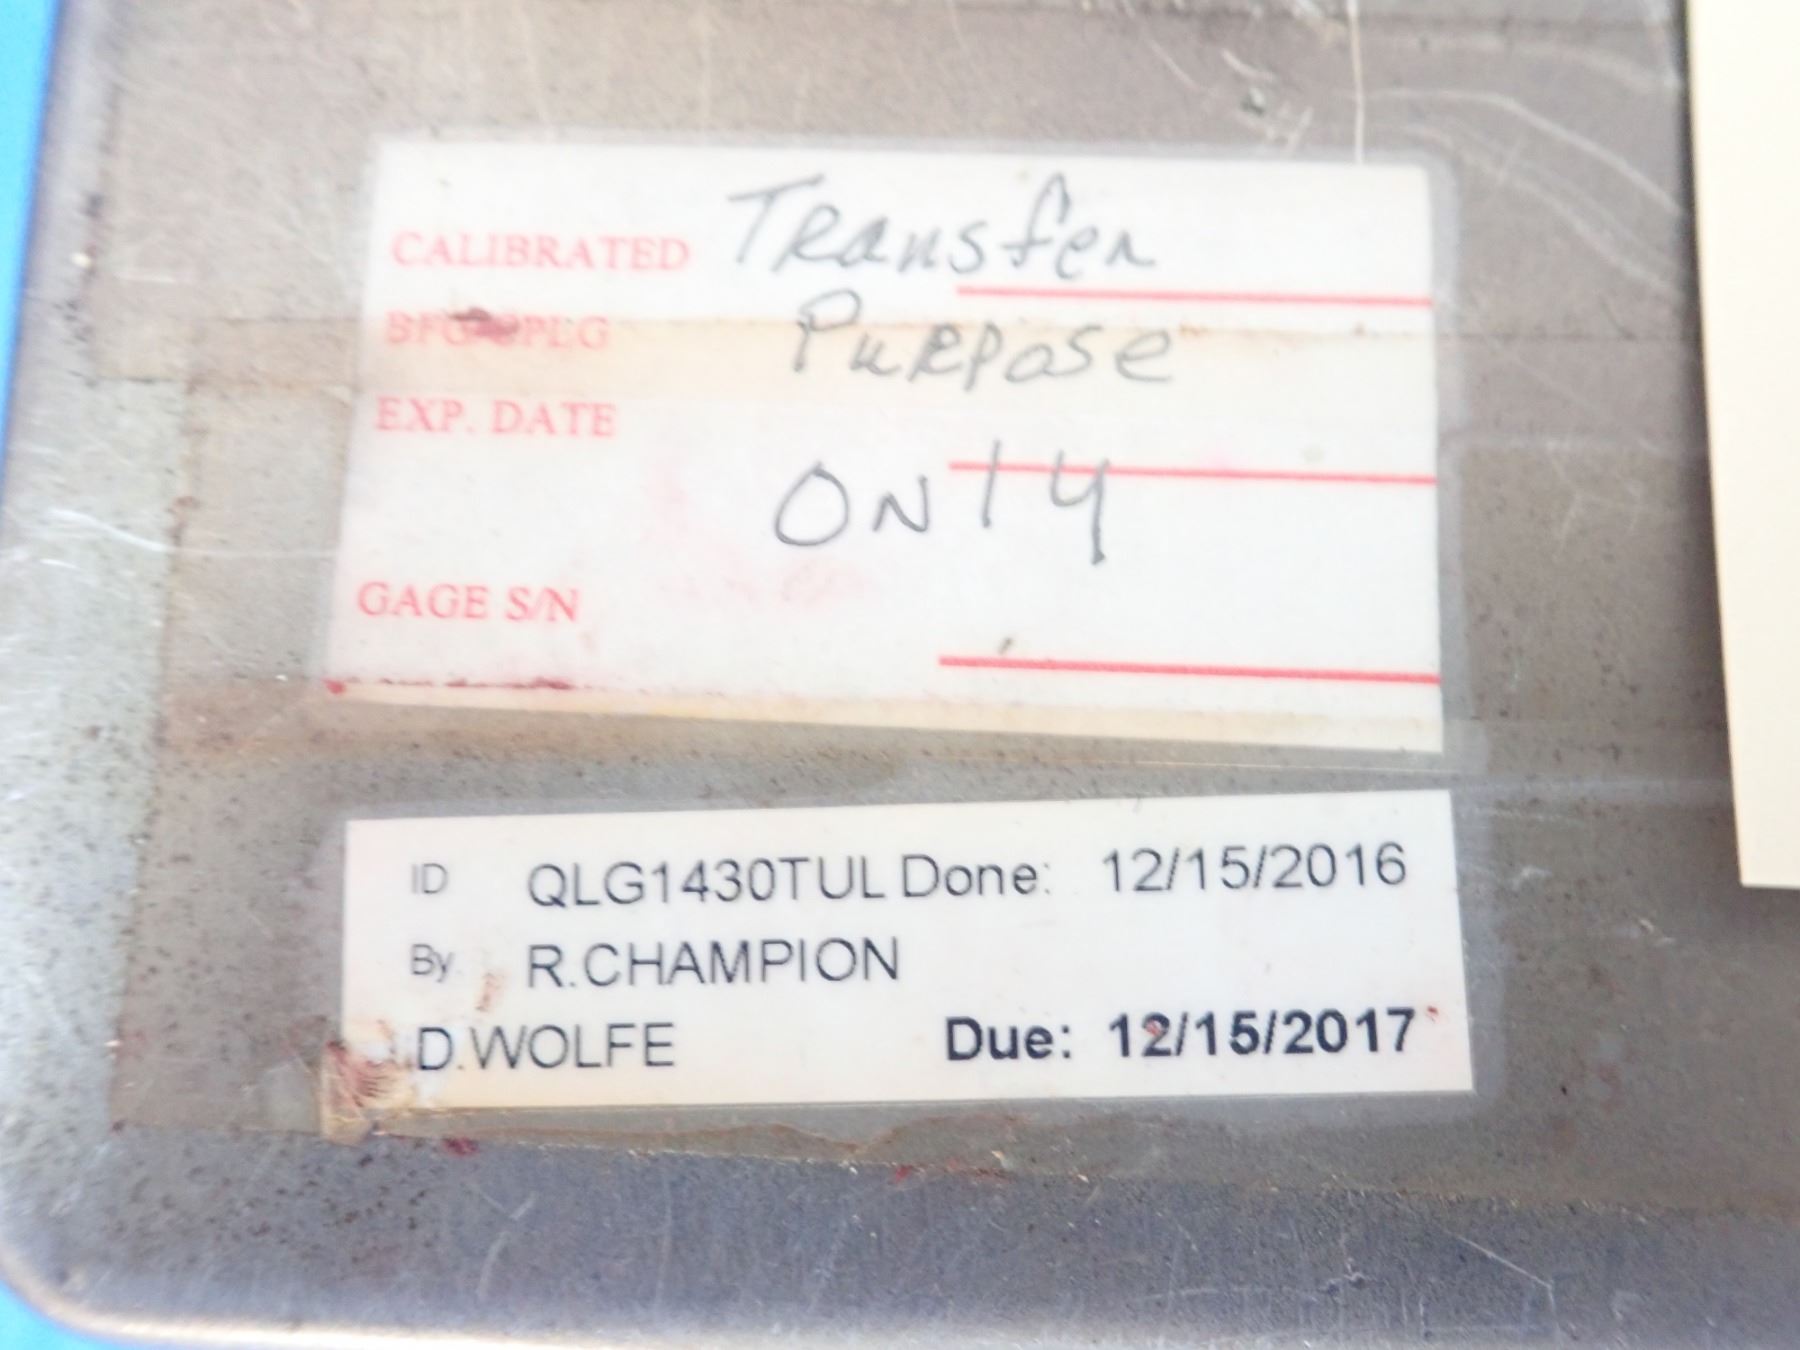 CALIBRATED Transfer
Purpose
EXP. DATE
Only
GAGE S/N
ID QLG1430TUL Done: 12/15/2016
By R.CHAMPION
D.WOLFE Due: 12/15/2017